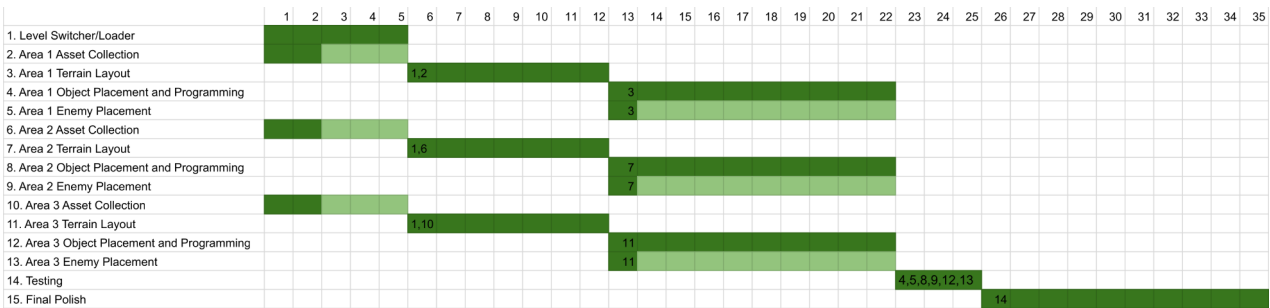 1 2 3 4 5 6 7 8 9 10 11 12 13 14 15 16 17 18 19 20 21 22 23 24 25 26 27 28 29 30 31 32 33 34 35
1. Level Switcher/Loader
2. Area 1 Asset Collection
3. Area 1 Terrain Layout 1,2
4. Area 1 Object Placement and Programming 3
5. Area 1 Enemy Placement 3
6. Area 2 Asset Collection
7. Area 2 Terrain Layout 1,6
8. Area 2 Object Placement and Programming 7
9. Area 2 Enemy Placement 7
10. Area 3 Asset Collection
11. Area 3 Terrain Layout 1,10
12. Area 3 Object Placement and Programming 11
13. Area 3 Enemy Placement 11
14. Testing 4,5,8,9,12,13
15. Final Polish 14